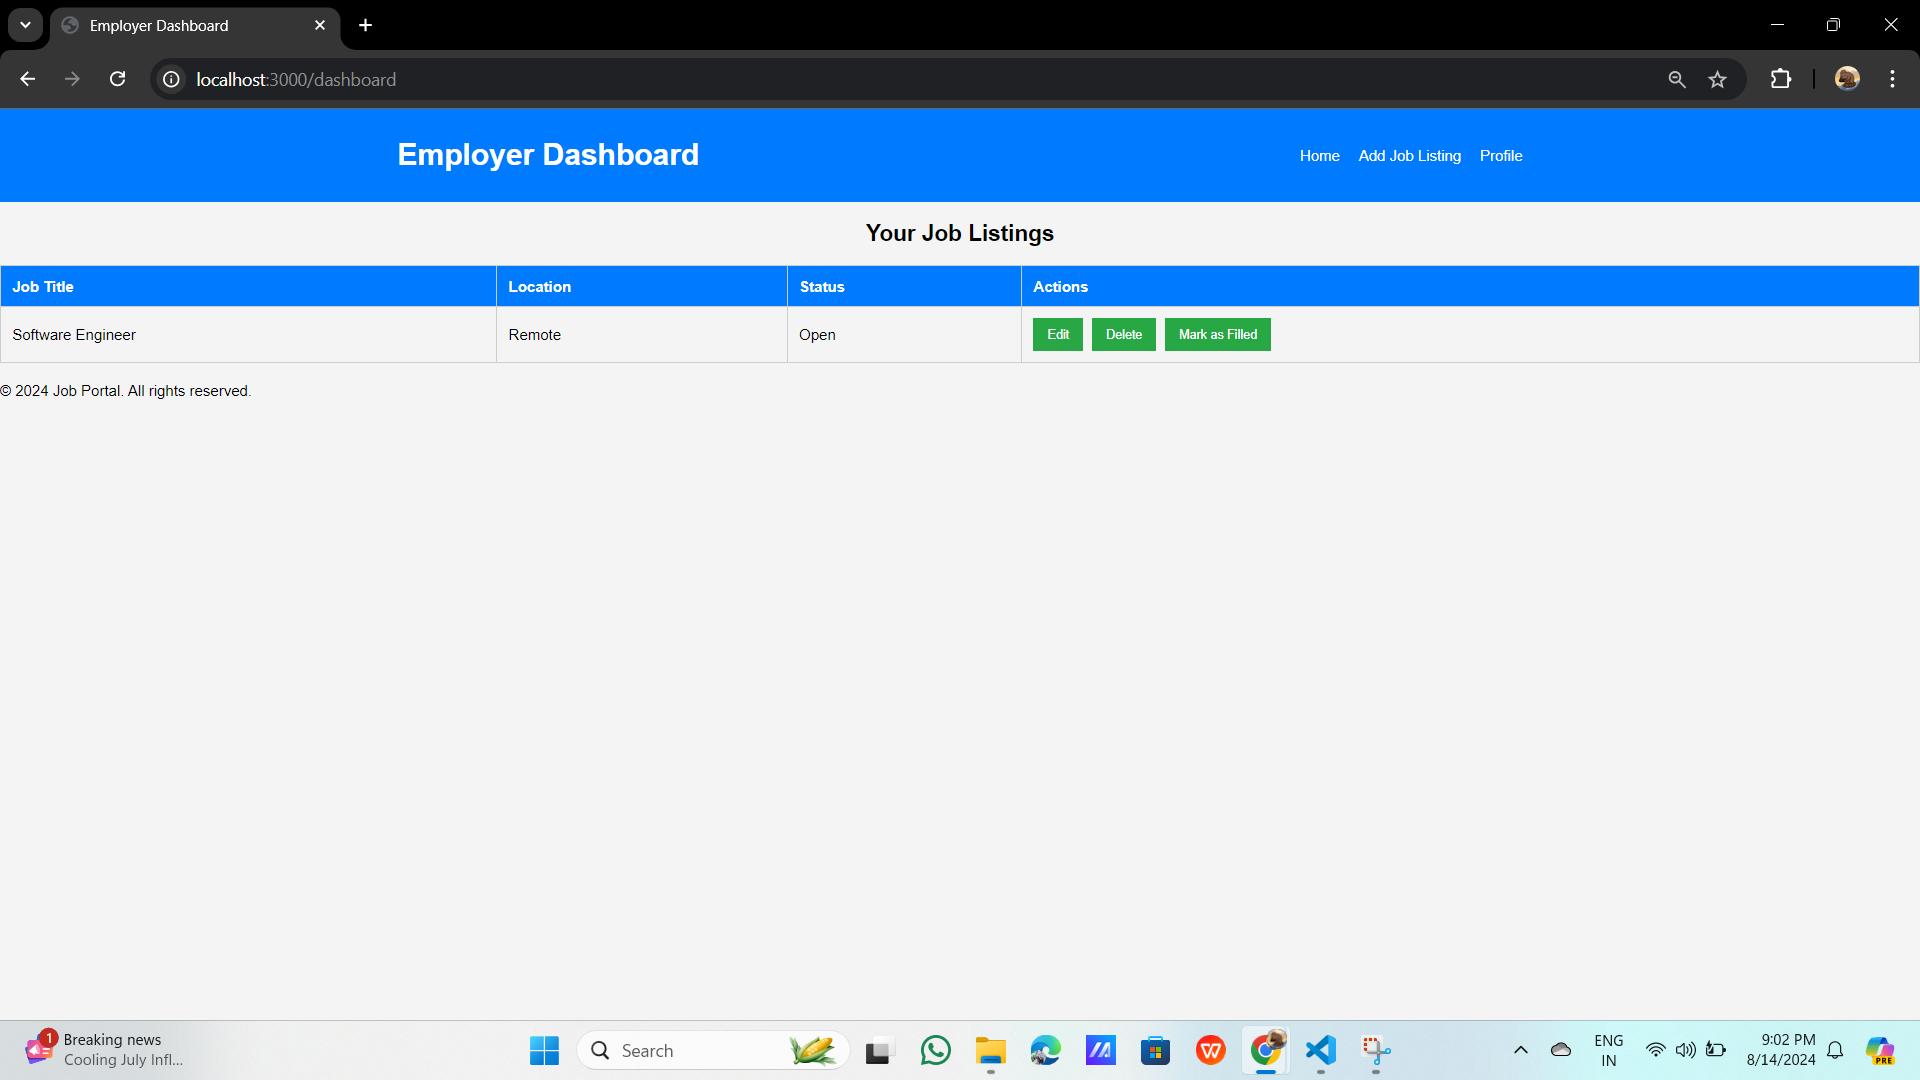 Employer Dashboard
localhost:3000/dashboard
Employer Dashboard
Home Add Job Listing Profile
Your Job Listings
Job Title Location Status Actions
Software Engineer Remote Open Edit Delete Mark as Filled
© 2024 Job Portal. All rights reserved.
1
Breaking news
Cooling July Infl...
Search
W
PRE
ENG
IN
9:02 PM
8/14/2024